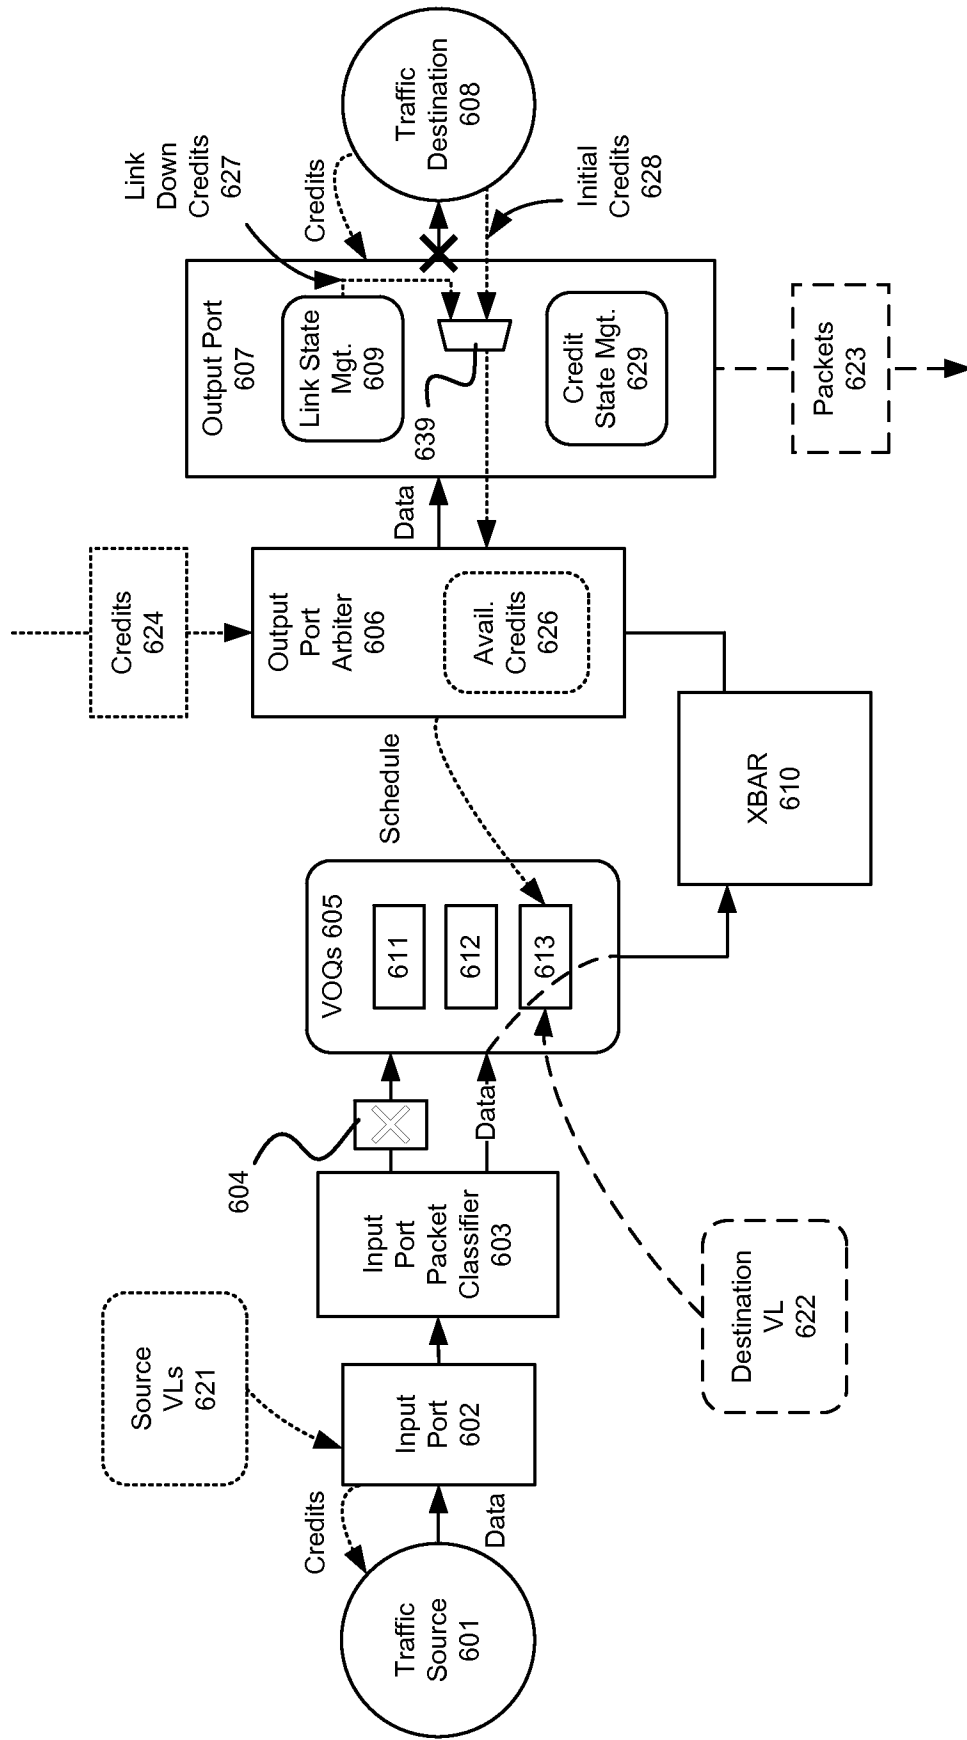 Traffic
Source
601
Credits
Data
Source
VLs
621
Input
Port
602
Input
Port
Packet
Classifier
603
604
Data
Destination
VL
622
VOQs 605
611
612
613
Schedule
XBAR
610
Credits
624
Output
Port
Arbiter
606
Avail.
Credits
626
Data
Output Port
607
Link State
Mgt.
609
639
Credit
State Mgt.
629
Packets
623
Link
Down
Credits
627
Credits
Initial
Credits
628
Traffic
Destination
608